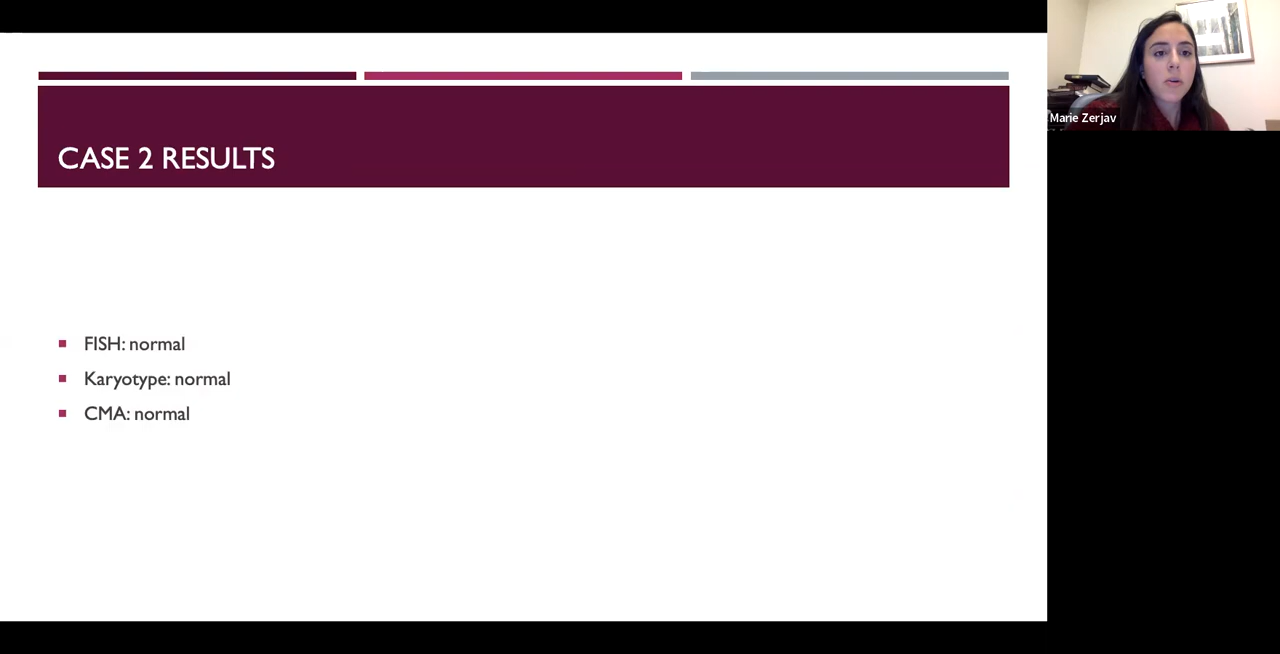 CASE 2 RESULTS
FISH: normal
Karyotype: normal
CMA: normal
Marie Zerjav